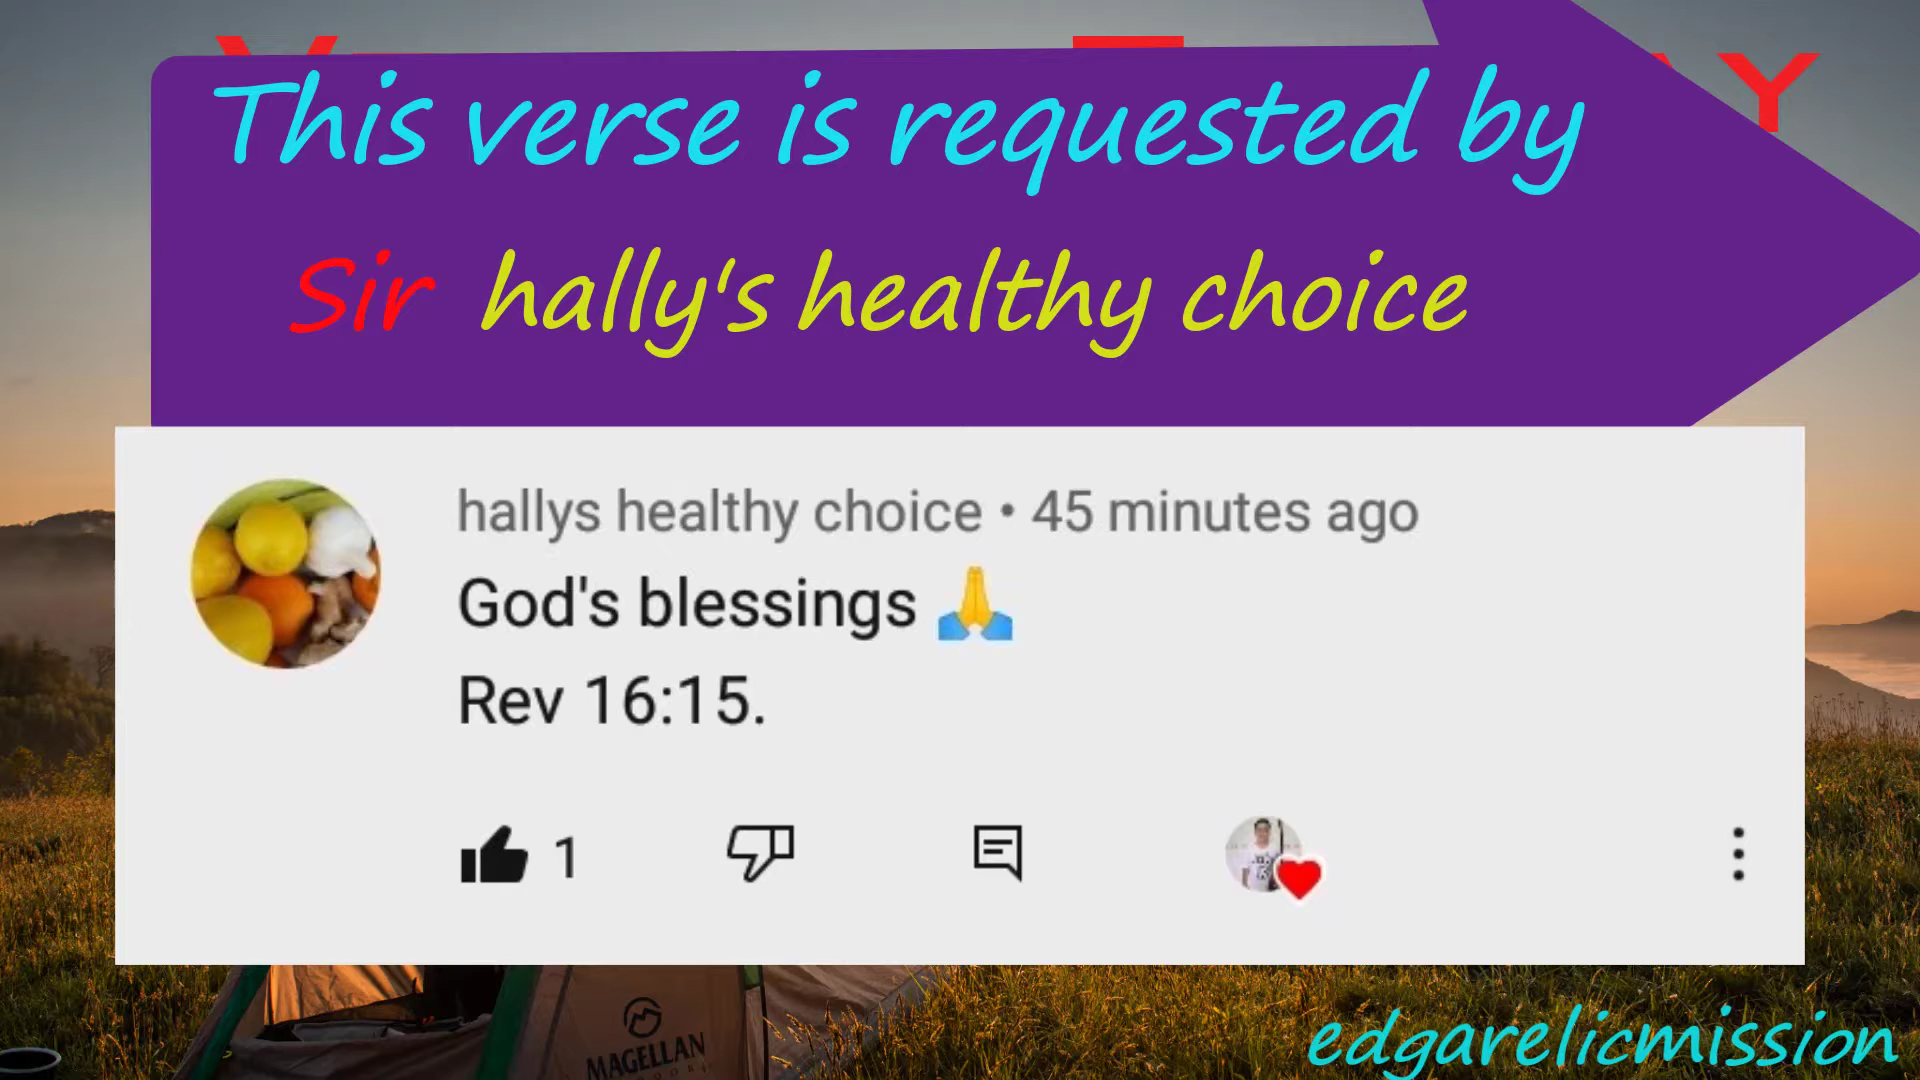 This verse is requested by
Sir hally's healthy choice
hallys healthy choice • 45 minutes ago
God's blessings 🙏
Rev 16:15.
1
MAGELLAN
edgarelicmission